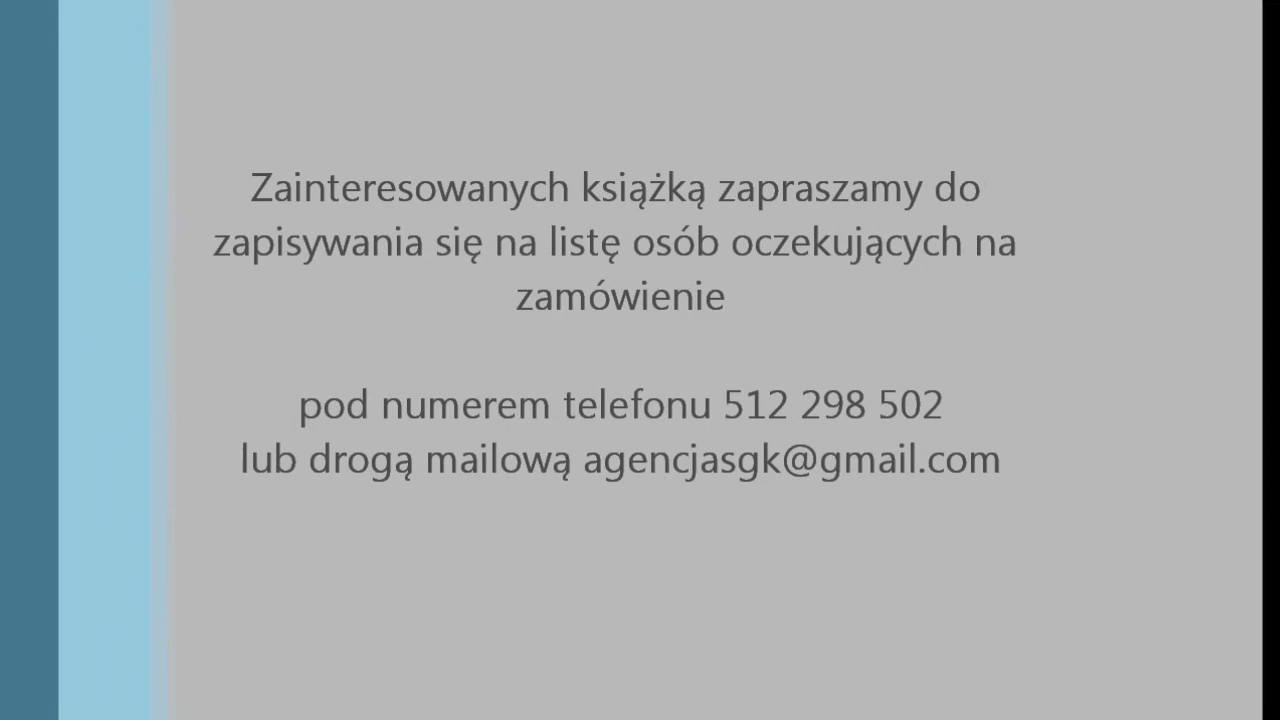 Zainteresowanych książką zapraszamy do
zapisywania się na listę osób oczekujących na
zamówienie
pod numerem telefonu 512 298 502
lub drogą mailową agencjasgk@gmail.com